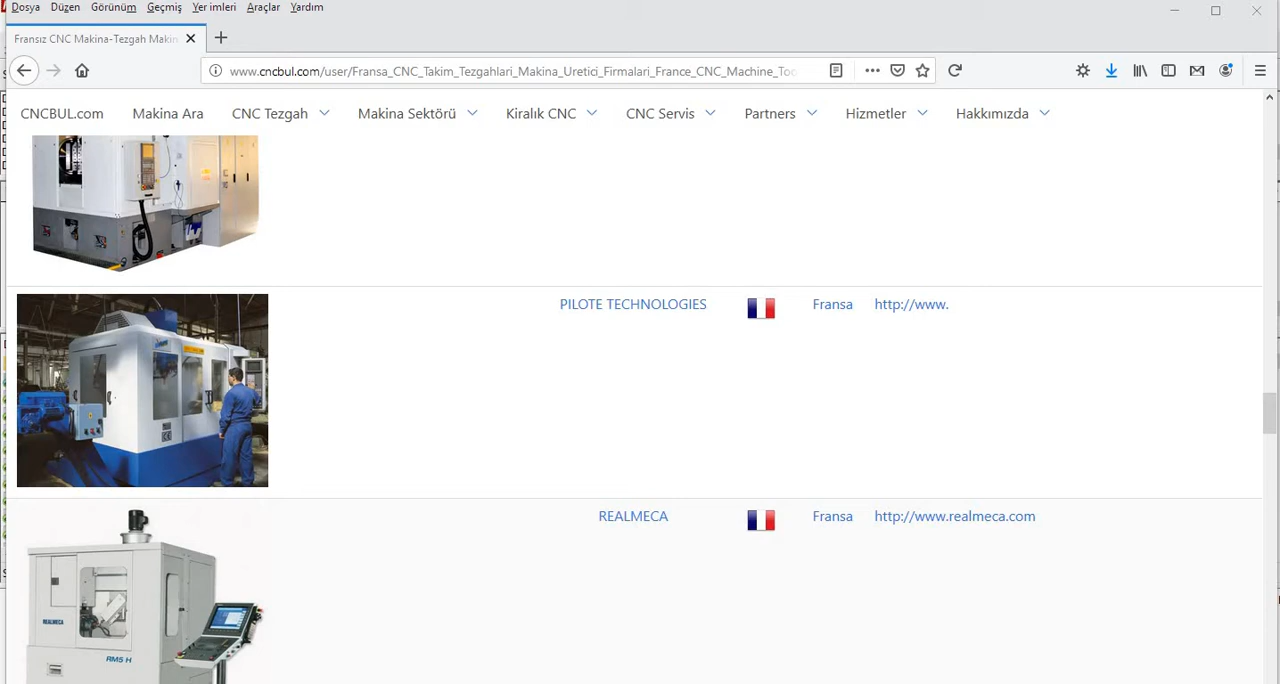 Dosya Düzen Görünüm Geçmiş Yer imleri Araçlar Yardım
Fransız CNC Makina-Tezgah Makin
www.cncbul.com/user/Fransa_CNC_Takim_Tezgahlari_Makina_Uretici_Firmalari_France_CNC_Machine_Too
CNCBUL.com Makina Ara CNC Tezgah Makina Sektörü Kiralık CNC CNC Servis Partners Hizmetler Hakkımızda
PILOTE TECHNOLOGIES Fransa http://www.
REALMECA Fransa http://www.realmeca.com
REALMECA
RM5 H